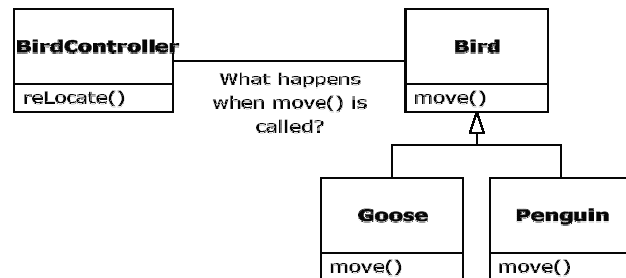 BirdController
reLocate()
What happens
when move() is
called?
Bird
move()
Goose
move()
Penguin
move()